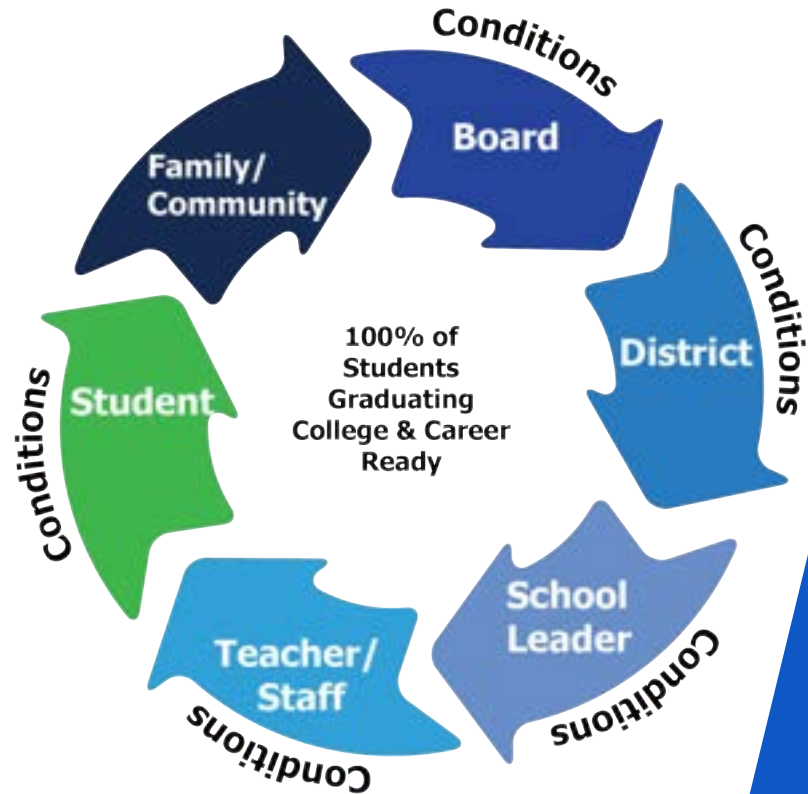 Conditions
Board
Family/
Community
Conditions
District
100% of
Students
Graduating
College & Career
Ready
Student
Conditions
School
Leader
Conditions
Teacher/
Staff
Conditions